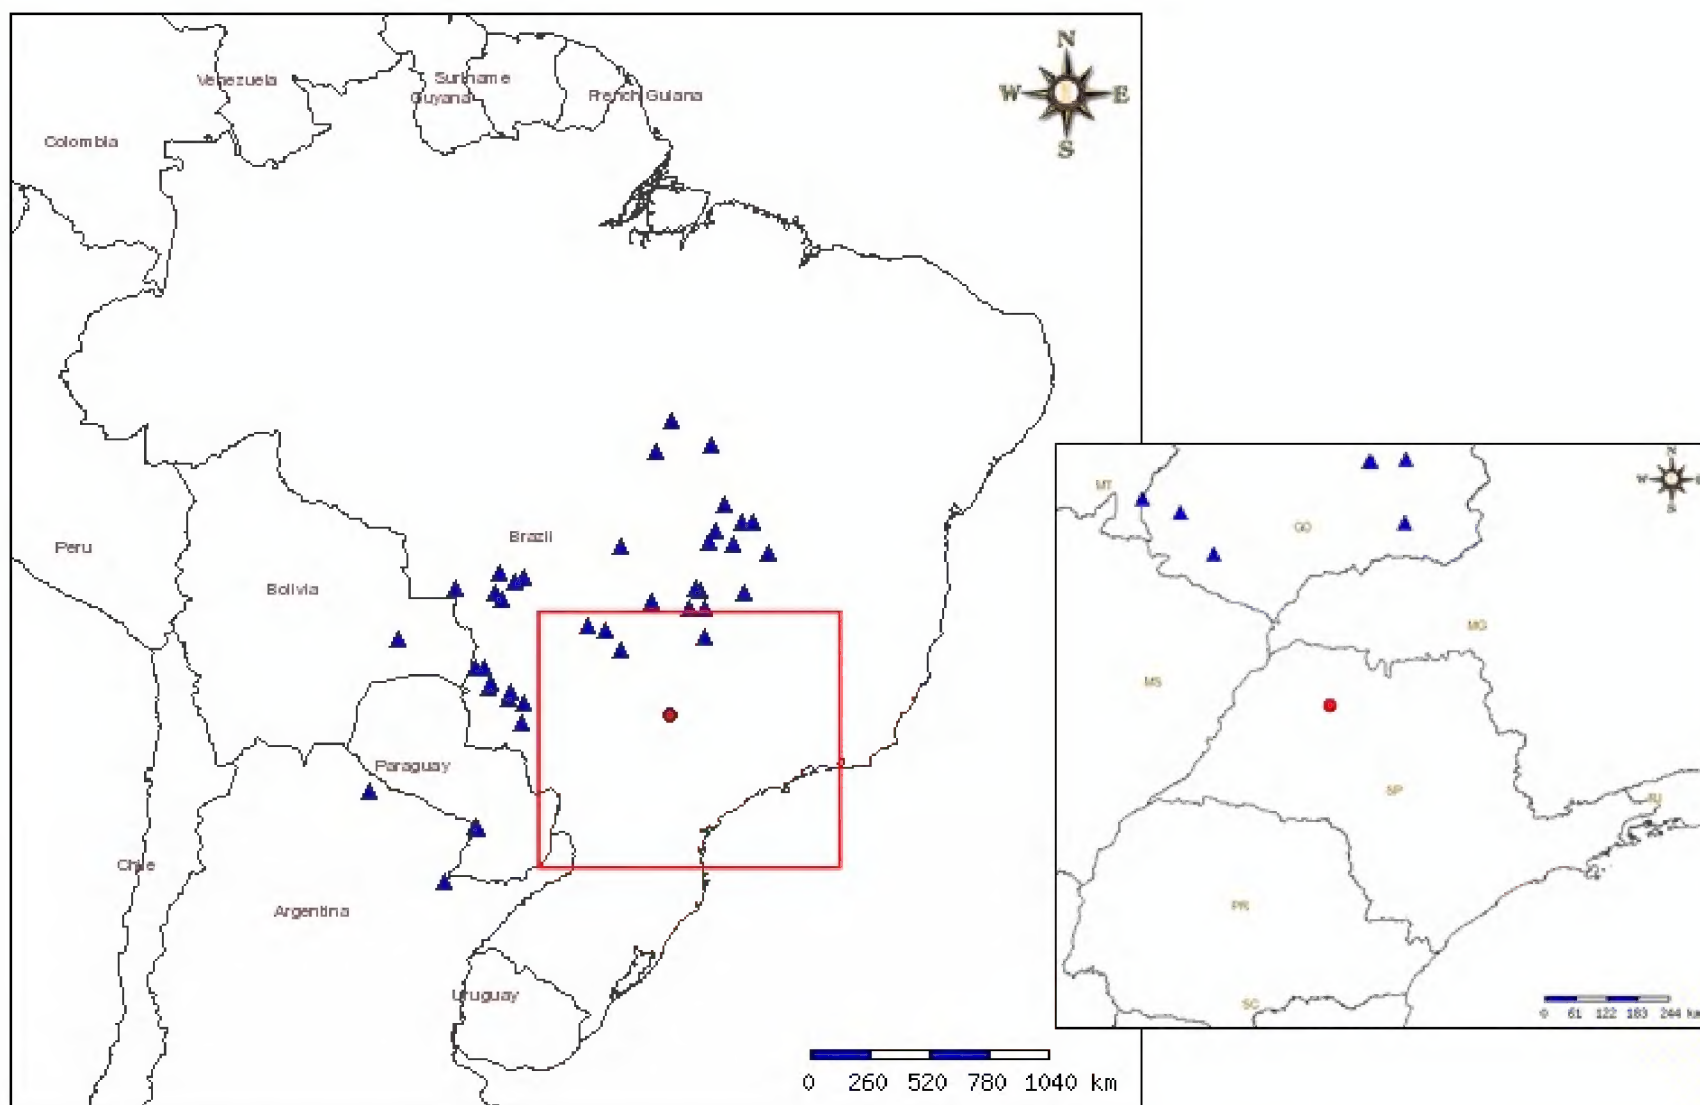 N
W E
S
Venezuela
Suriname
Guyana
French Guiana
Colombia
Brazil
Peru
Bolivia
Paraguay
Chile
Argentina
Uruguay
0 260 520 780 1040 km
N
W E
S
MT
GO
MG
MS
SP
RJ
PR
SC
0 61 122 183 244 km